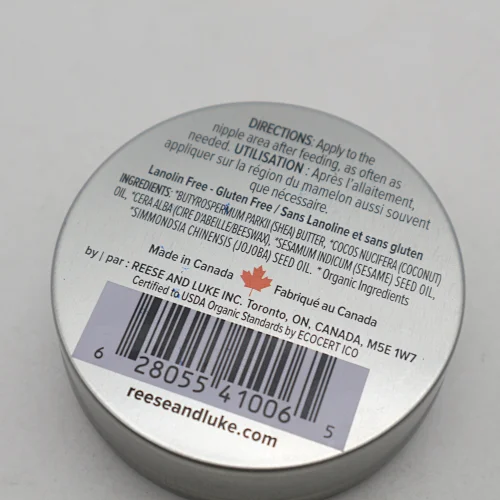 DIRECTIONS: Apply to the
nipple area after feeding, as often as
needed. UTILISATION : Après l'allaitement,
appliquer sur la région du mamelon aussi souvent
que nécessaire.
Lanolin Free - Gluten Free / Sans Lanoline et sans gluten
INGREDIENTS: *BUTYROSPERMUM PARKII (SHEA) BUTTER, *COCOS NUCIFERA (COCONUT)
OIL, *CERA ALBA (CIRE D'ABEILLE/BEESWAX), *SESAMUM INDICUM (SESAME) SEED OIL,
*SIMMONDSIA CHINENSIS (JOJOBA) SEED OIL. * Organic Ingredients
Made in Canada Fabriqué au Canada
by | par : REESE AND LUKE INC. Toronto, ON, CANADA, M5E 1W7
Certified to USDA Organic Standards by ECOCERT ICO
6 28055 41006 5
reeseandluke.com